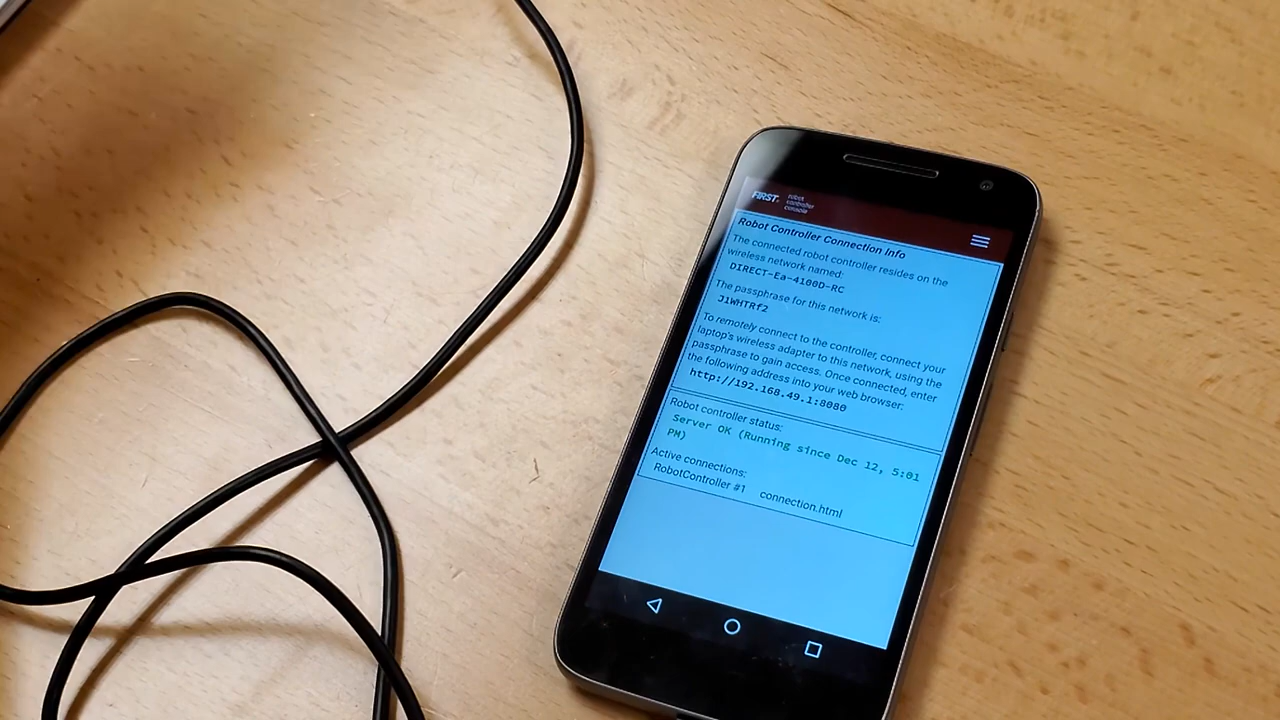 FIRST® robot
controller
console
Robot Controller Connection Info
The connected robot controller resides on the
wireless network named:
DIRECT-Ea-4100D-RC
The passphrase for this network is:
J1WHTRf2
To remotely connect to the controller, connect your
laptop's wireless adapter to this network, using the
passphrase to gain access. Once connected, enter
the following address into your web browser:
http://192.168.49.1:8080
Robot controller status:
Server OK (Running since Dec 12, 5:01
PM)
Active connections:
RobotController #1 connection.html